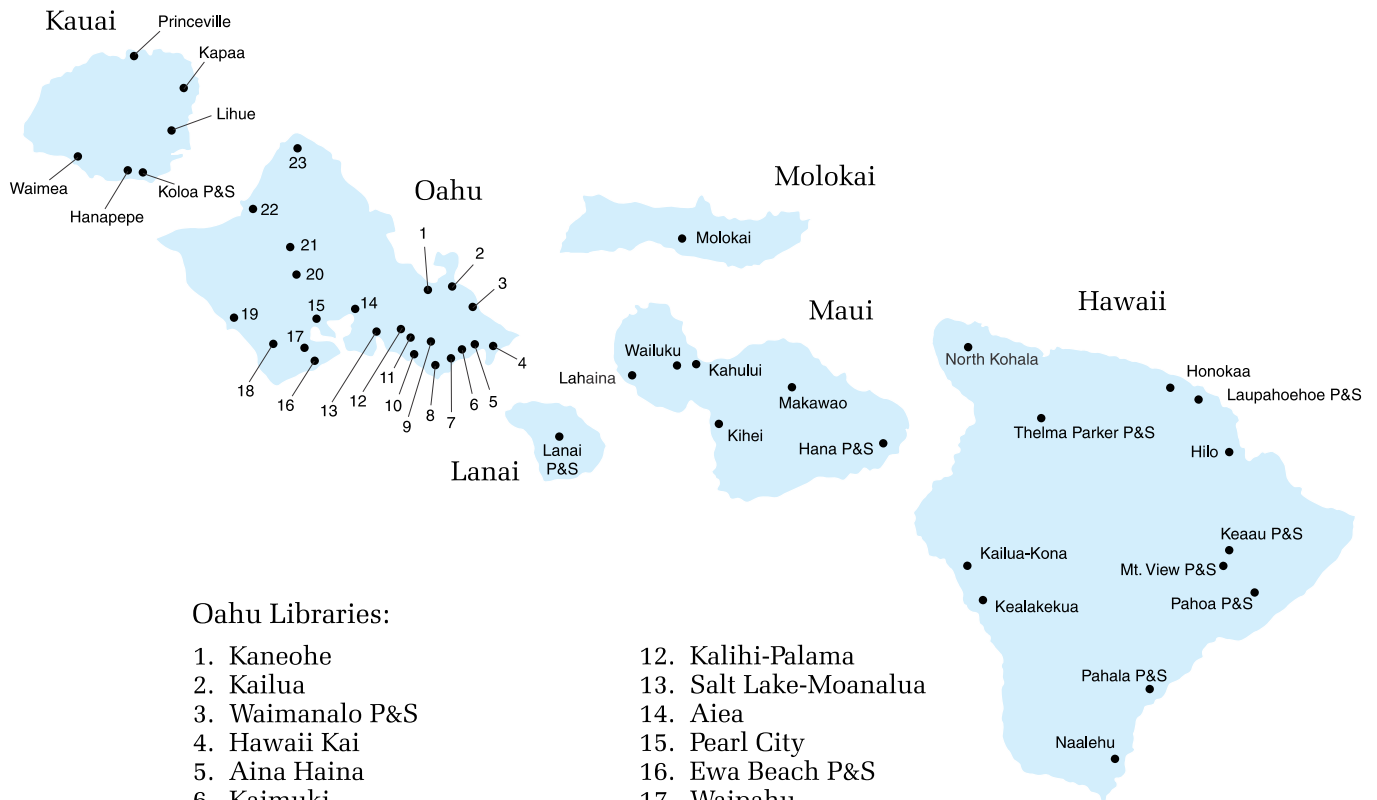 Kauai
Princeville
Kapaa
Lihue
Waimea
Hanapepe
Koloa P&S
Oahu
23
22
21
20
19
18
17
16
15
14
13
12
11
10
9
8
7
6
5
4
3
2
1
Molokai
Molokai
Maui
Wailuku
Kahului
Lahaina
Makawao
Kihei
Hana P&S
Lanai
Lanai
P&S
Hawaii
North Kohala
Honokaa
Laupahoehoe P&S
Thelma Parker P&S
Hilo
Keaau P&S
Mt. View P&S
Pahoa P&S
Kailua-Kona
Kealakekua
Pahala P&S
Naalehu
Oahu Libraries:
1. Kaneohe
2. Kailua
3. Waimanalo P&S
4. Hawaii Kai
5. Aina Haina
6. Kaimuki
12. Kalihi-Palama
13. Salt Lake-Moanalua
14. Aiea
15. Pearl City
16. Ewa Beach P&S
17. Waipahu